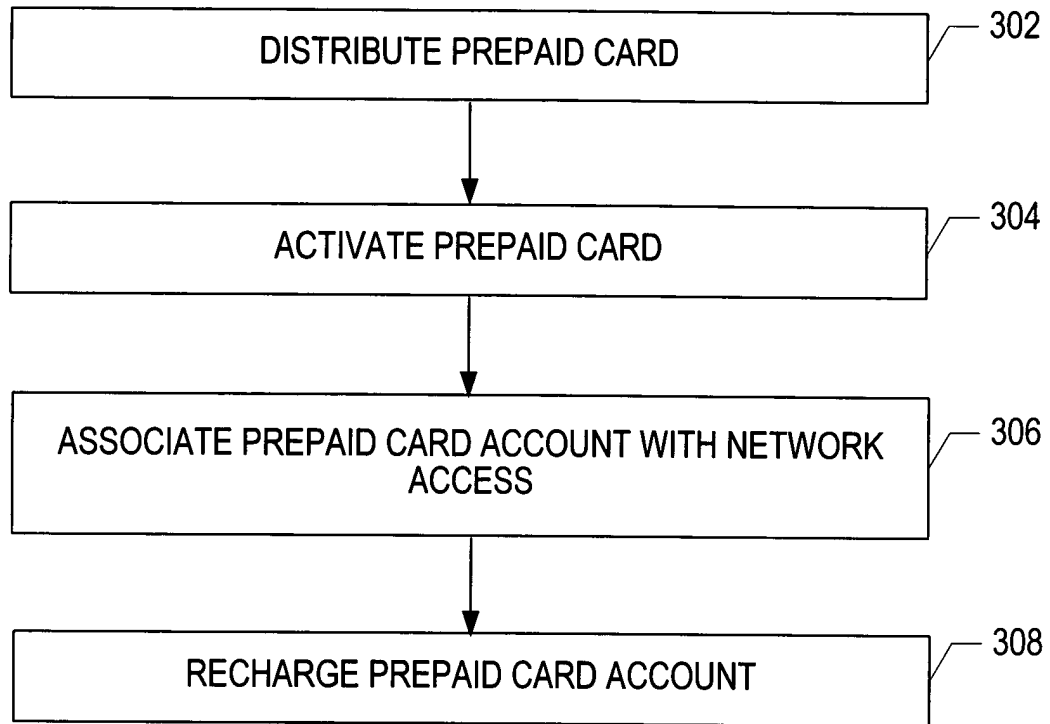 DISTRIBUTE PREPAID CARD
302
ACTIVATE PREPAID CARD
304
ASSOCIATE PREPAID CARD ACCOUNT WITH NETWORK
ACCESS
306
RECHARGE PREPAID CARD ACCOUNT
308